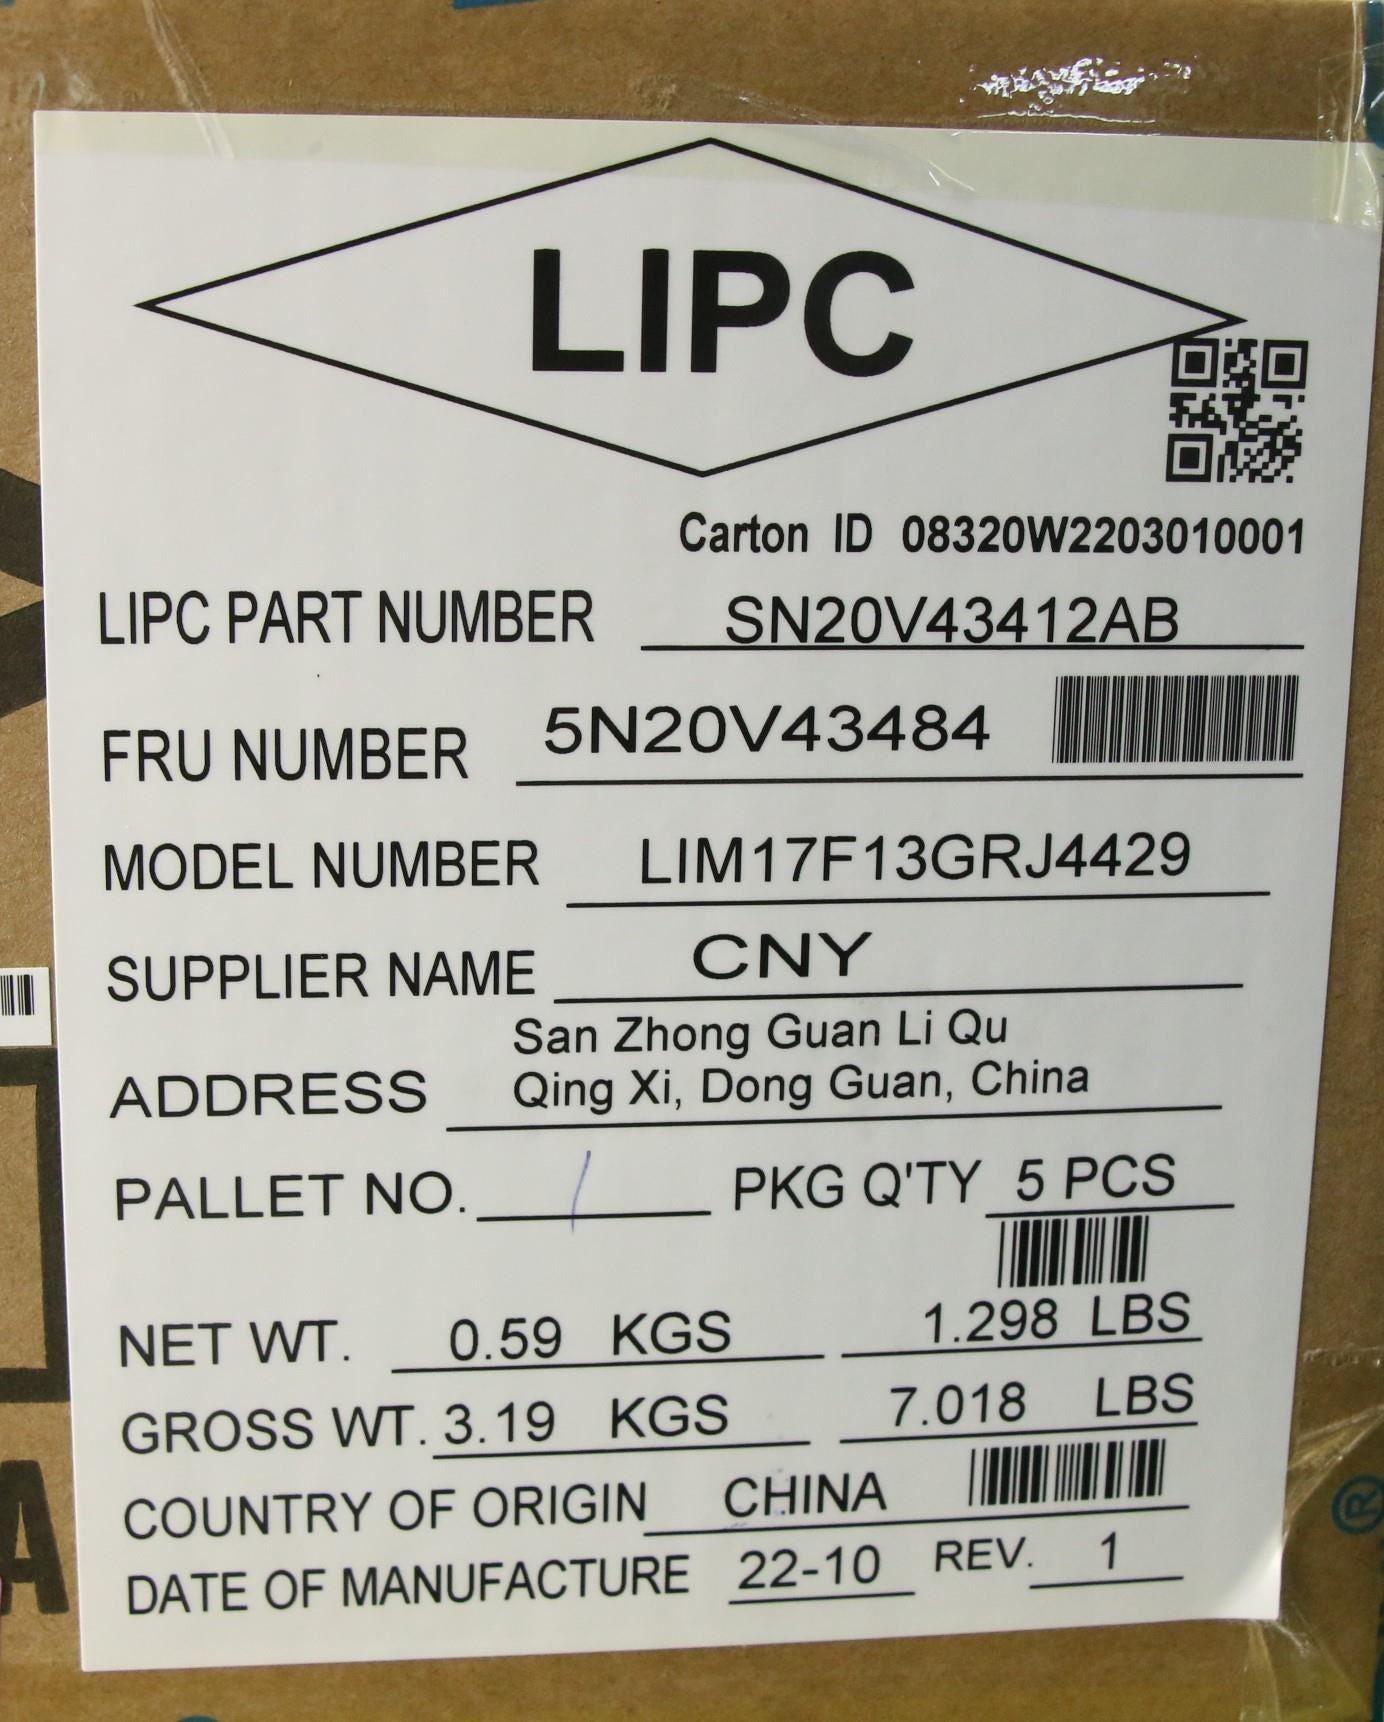 LIPC
Carton ID 08320W2203010001
LIPC PART NUMBER SN20V43412AB
FRU NUMBER 5N20V43484
MODEL NUMBER LIM17F13GRJ4429
SUPPLIER NAME CNY
San Zhong Guan Li Qu
ADDRESS Qing Xi, Dong Guan, China
PALLET NO. 1 PKG Q'TY 5 PCS
NET WT. 0.59 KGS 1.298 LBS
GROSS WT. 3.19 KGS 7.018 LBS
COUNTRY OF ORIGIN CHINA
DATE OF MANUFACTURE 22-10 REV. 1
A
®